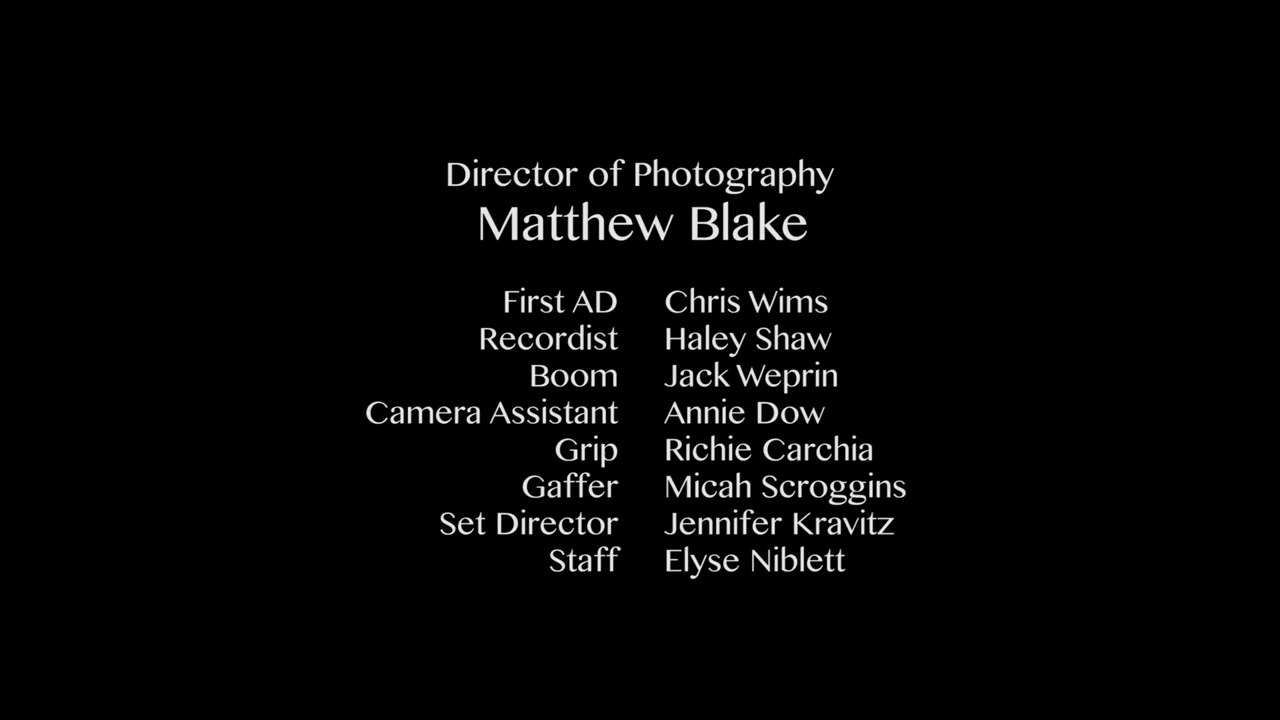 Director of Photography
Matthew Blake
First AD Chris Wims
Recordist Haley Shaw
Boom Jack Weprin
Camera Assistant Annie Dow
Grip Richie Carchia
Gaffer Micah Scroggins
Set Director Jennifer Kravitz
Staff Elyse Niblett